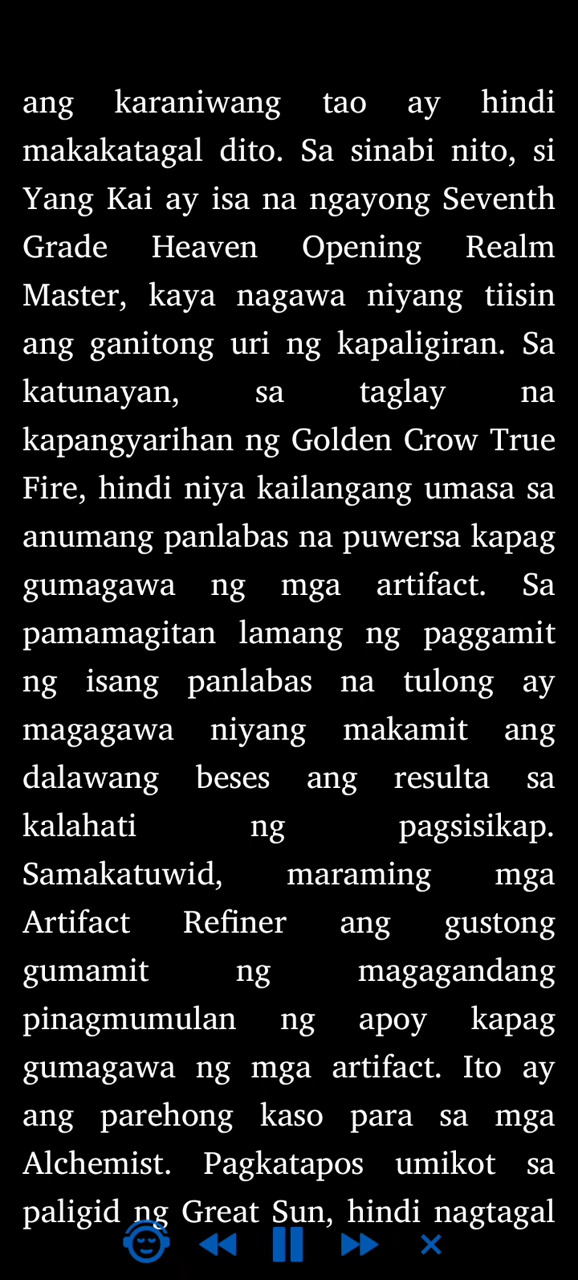 ang karaniwang tao ay hindi
makakatagal dito. Sa sinabi nito, si
Yang Kai ay isa na ngayong Seventh
Grade Heaven Opening Realm
Master, kaya nagawa niyang tiisin
ang ganitong uri ng kapaligiran. Sa
katunayan, sa taglay na
kapangyarihan ng Golden Crow True
Fire, hindi niya kailangang umasa sa
anumang panlabas na puwersa kapag
gumagawa ng mga artifact. Sa
pamamagitan lamang ng paggamit
ng isang panlabas na tulong ay
magagawa niyang makamit ang
dalawang beses ang resulta sa
kalahati ng pagsisikap.
Samakatuwid, maraming mga
Artifact Refiner ang gustong
gumamit ng magagandang
pinagmumulan ng apoy kapag
gumagawa ng mga artifact. Ito ay
ang parehong kaso para sa mga
Alchemist. Pagkatapos umikot sa
paligid ng Great Sun, hindi nagtagal